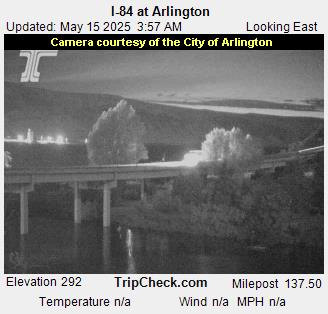 I-84 at Arlington
Updated: May 15 2025 3:57 AM Looking East
Camera courtesy of the City of Arlington
Elevation 292 TripCheck.com Milepost 137.50
Temperature n/a Wind n/a MPH n/a